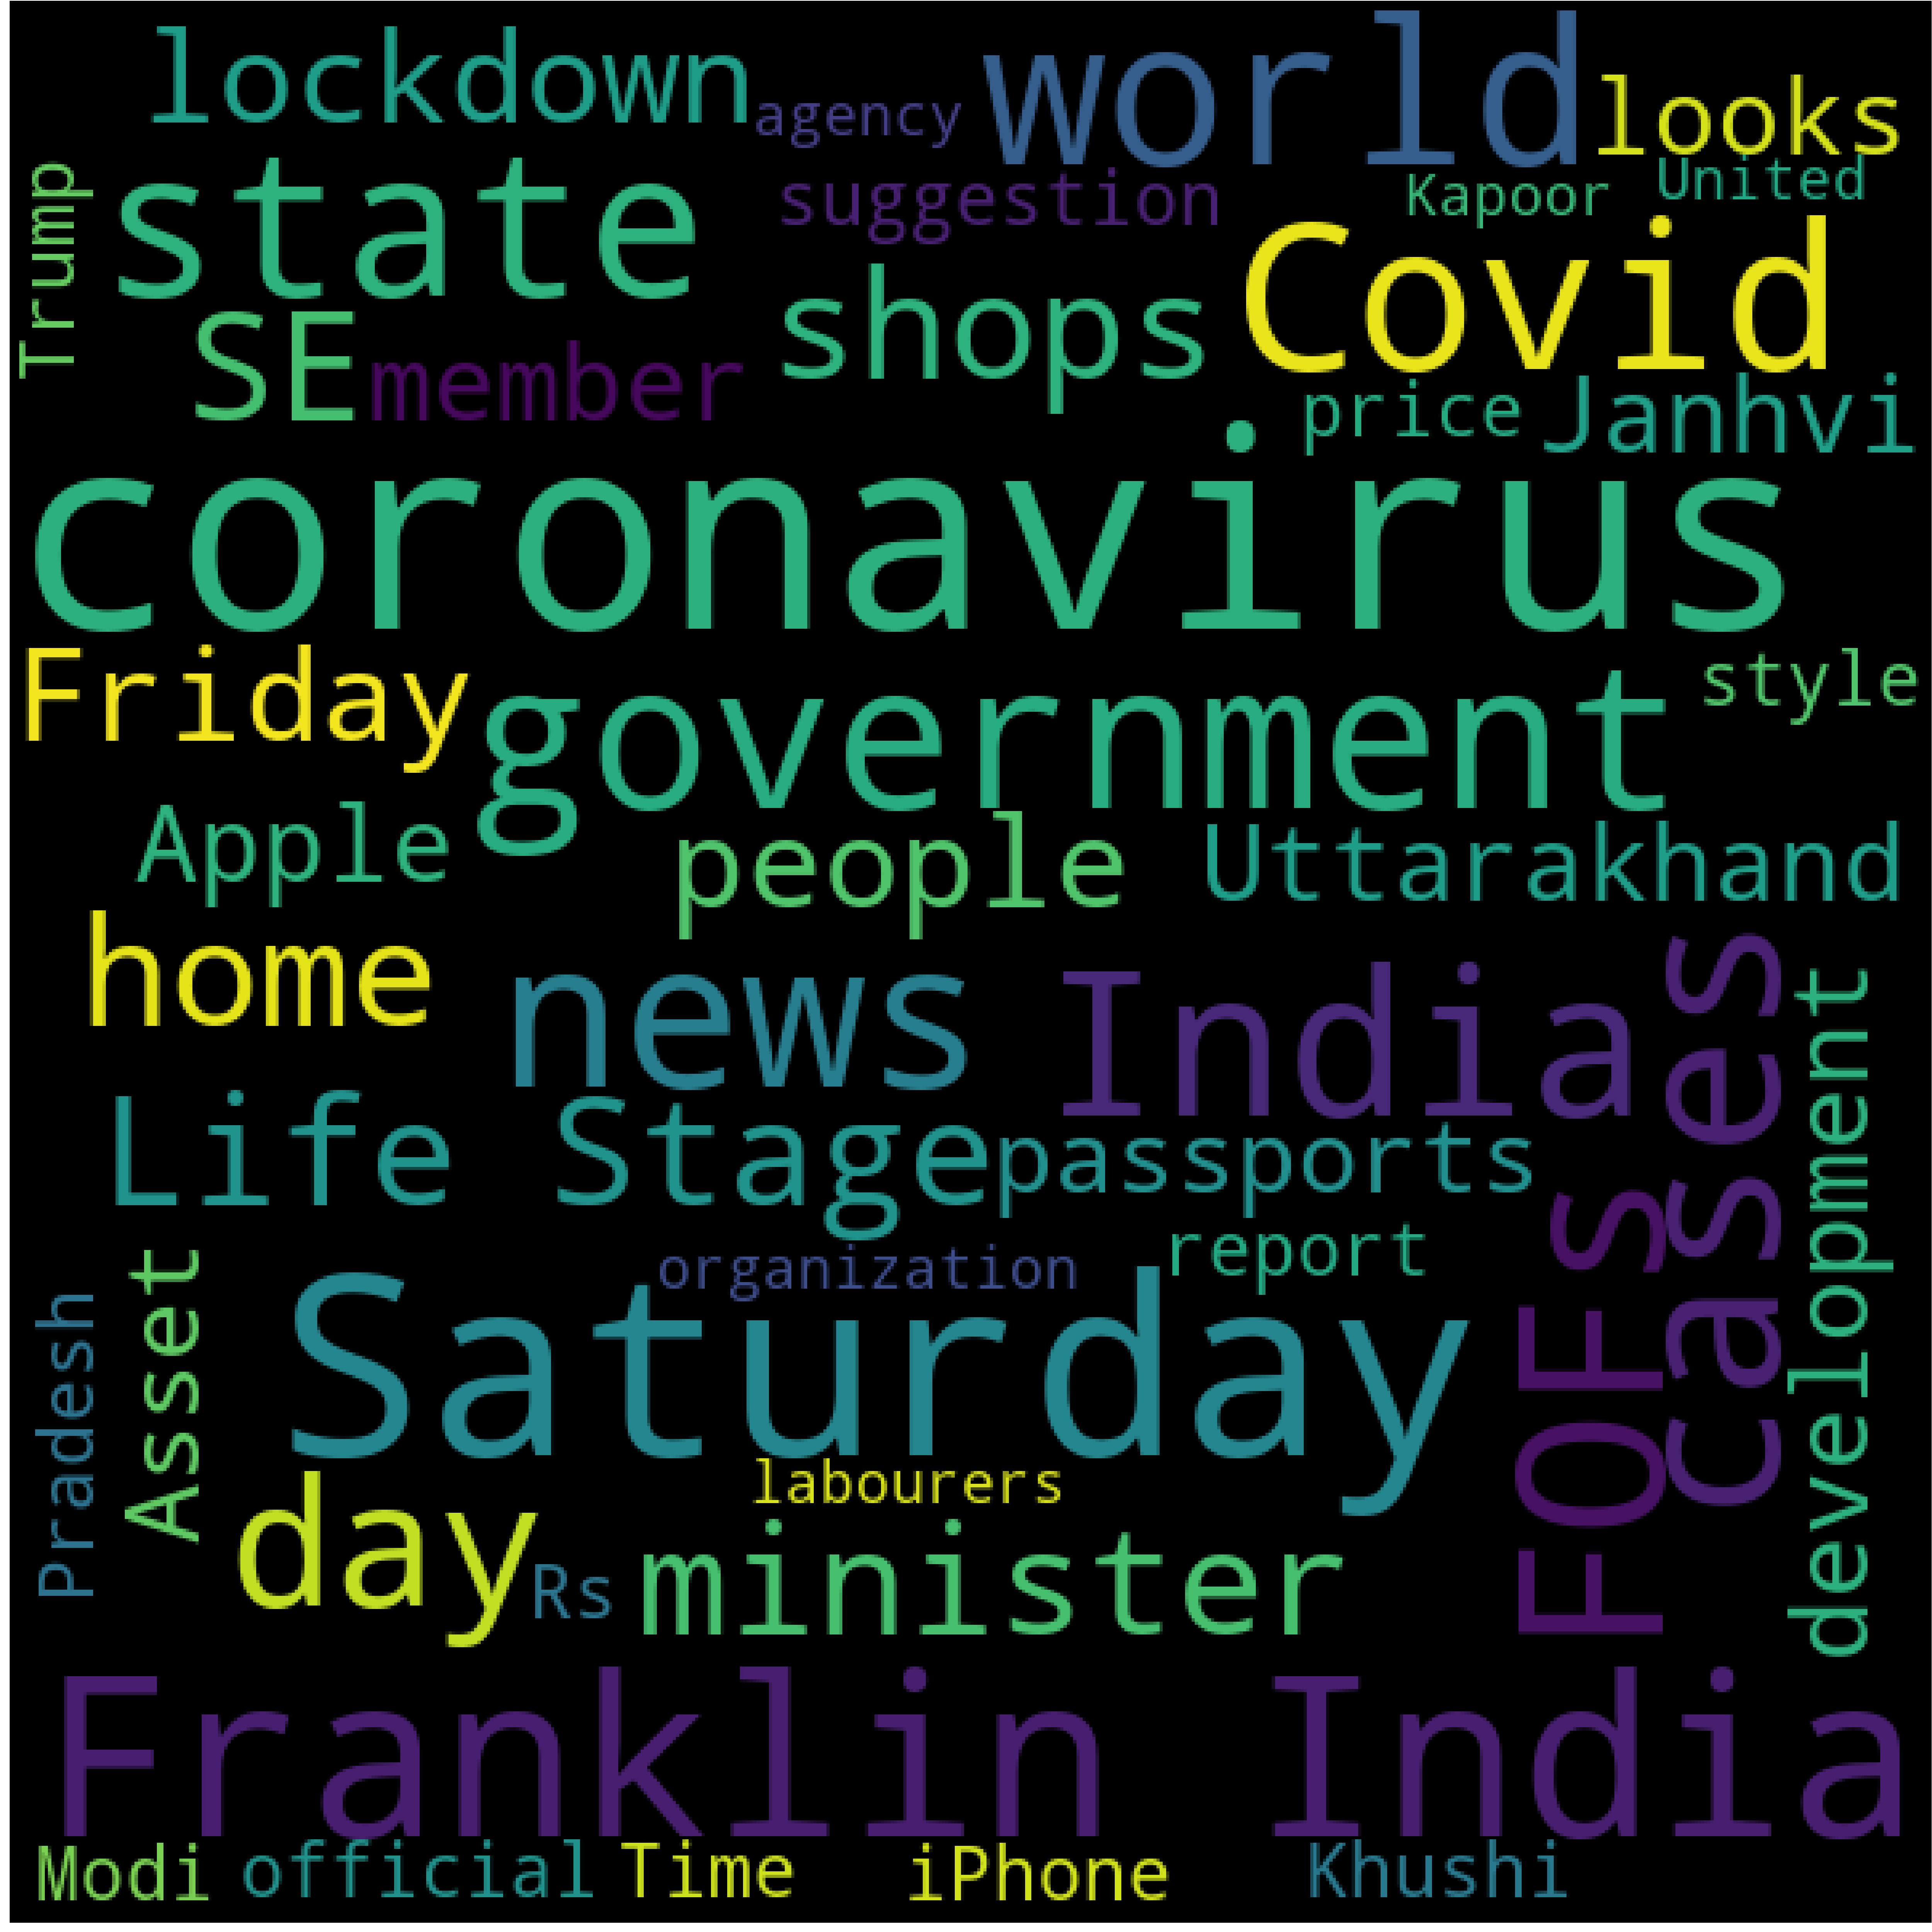 lockdown
agency
world
looks
Trump
state
suggestion
Kapoor
United
Covid
SE
member
shops
price
Janhvi
coronavirus
Friday
government
style
Apple
people
Uttarakhand
home
news
Indias
cases
development
Life Stage
passports
FOFs
organization
report
Pradesh
Asset
Saturday
labourers
day
Rs
minister
Franklin India
Modi
official
Time
iPhone
Khushi